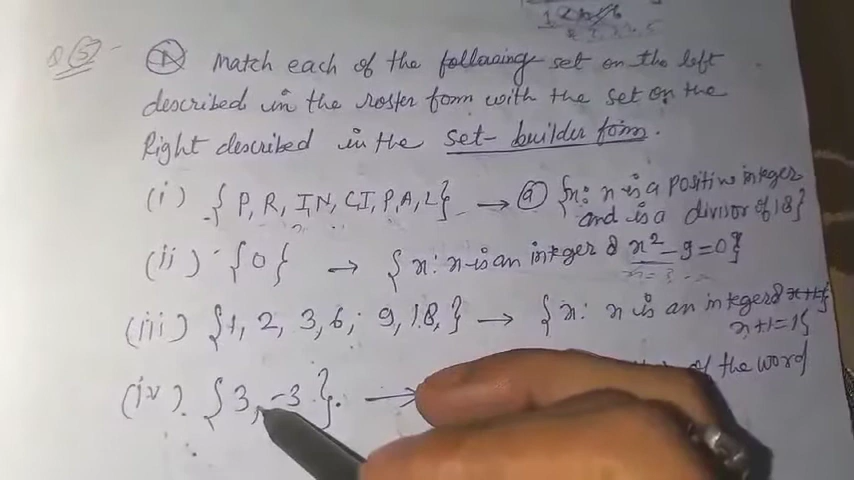 Q(5) -
(1) Match each of the following set on the left
described in the roster form with the set on the
Right described in the set-builder form.
(i) { P, R, I, N, C, I, P, A, L } → (a) {x: x is a positive integer
and is a divisor of 18}
(ii) {0} → {x: x is an integer & x² - 9 = 0}
(iii) {1, 2, 3, 6, 9, 18,} → {x: x is an integer &
x+1=1}
(iv) {3, -3}. → of the word